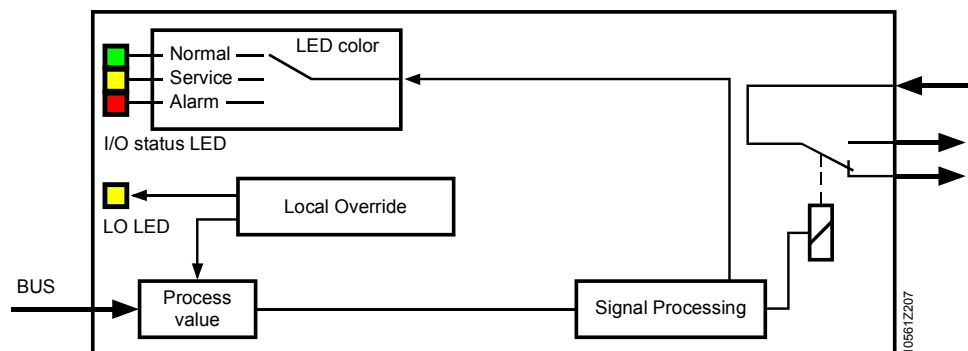 Normal
LED color
Service
Alarm
I/O status LED
Local Override
LO LED
BUS
Process
value
Signal Processing
10561Z207